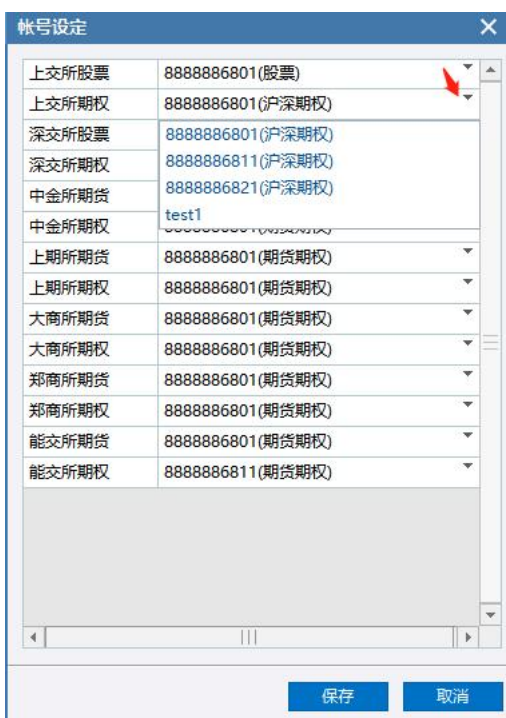 帐号设定
上交所股票 8888886801(股票)
上交所期权 8888886801(沪深期权)
深交所股票 8888886801(沪深期权)
深交所期权 8888886811(沪深期权)
中金所期货 8888886821(沪深期权)
中金所期权 test1
上期所期货 8888886801(期货期权)
上期所期权 8888886801(期货期权)
大商所期货 8888886801(期货期权)
大商所期权 8888886801(期货期权)
郑商所期货 8888886801(期货期权)
郑商所期权 8888886801(期货期权)
能交所期货 8888886801(期货期权)
能交所期权 8888886811(期货期权)
保存 取消